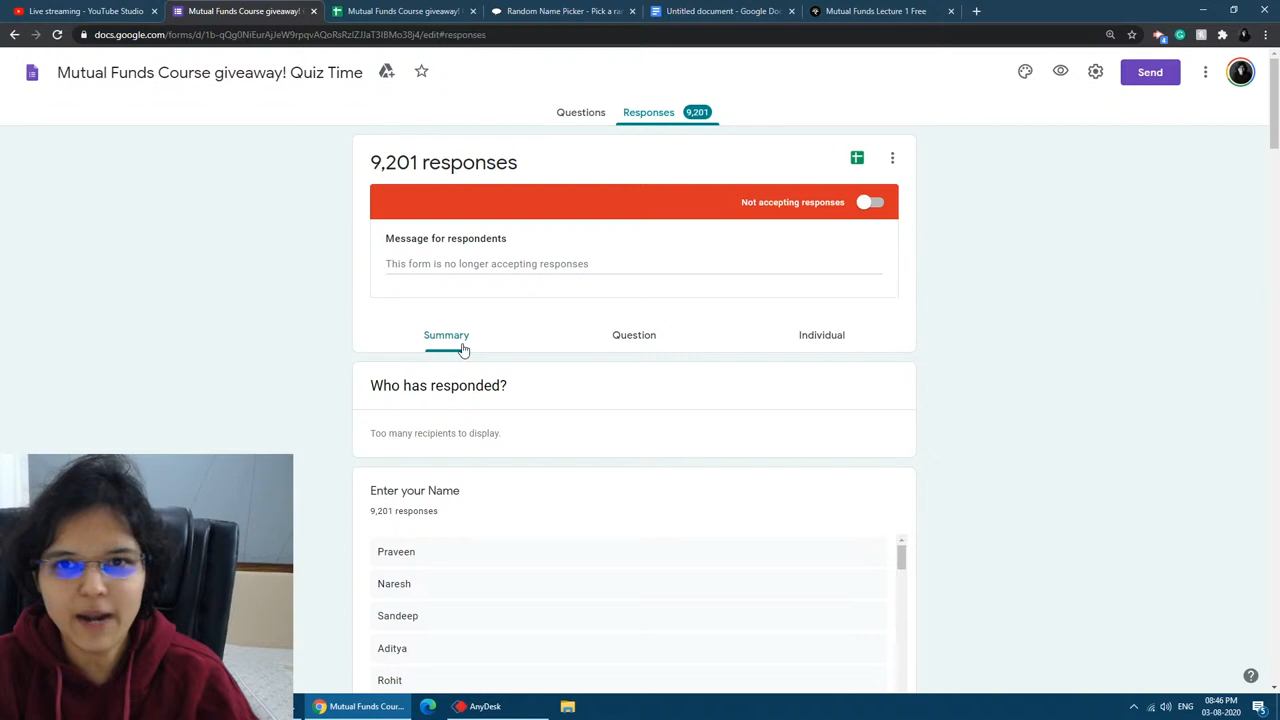 Live streaming - YouTube Studio
Mutual Funds Course giveaway!
Mutual Funds Course giveaway!
Random Name Picker - Pick a ra
Untitled document - Google Doc
Mutual Funds Lecture 1 Free
docs.google.com/forms/d/1b-qQg0NiEurAjJeW9rpqvAQoRsRzlZJJaT3IBMo38j4/edit#responses
Mutual Funds Course giveaway! Quiz Time
Send
Questions
Responses 9,201
9,201 responses
Not accepting responses
Message for respondents
This form is no longer accepting responses
Summary
Question
Individual
Who has responded?
Too many recipients to display.
Enter your Name
9,201 responses
Praveen
Naresh
Sandeep
Aditya
Rohit
Mutual Funds Cour...
AnyDesk
ENG
08:46 PM
03-08-2020